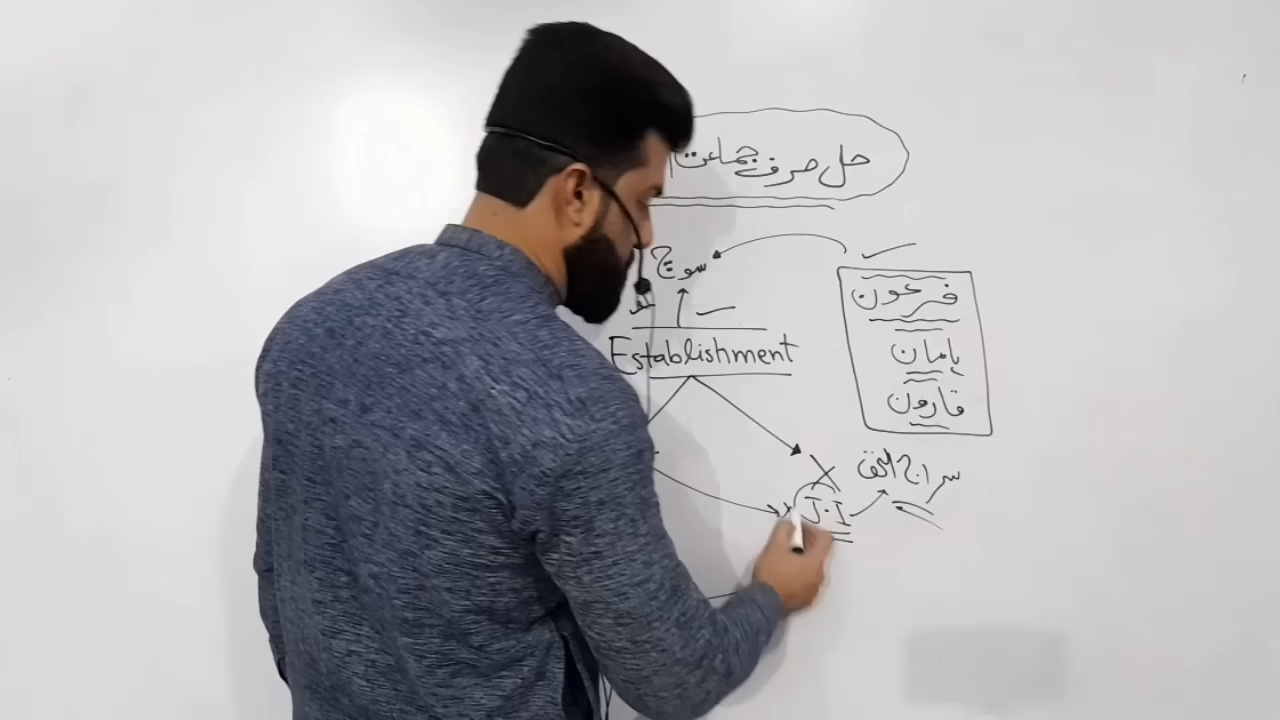 حل صرف جماعت
سوچ
Establishment
فرعون
ہامان
قارون
J.I
سراج الحق